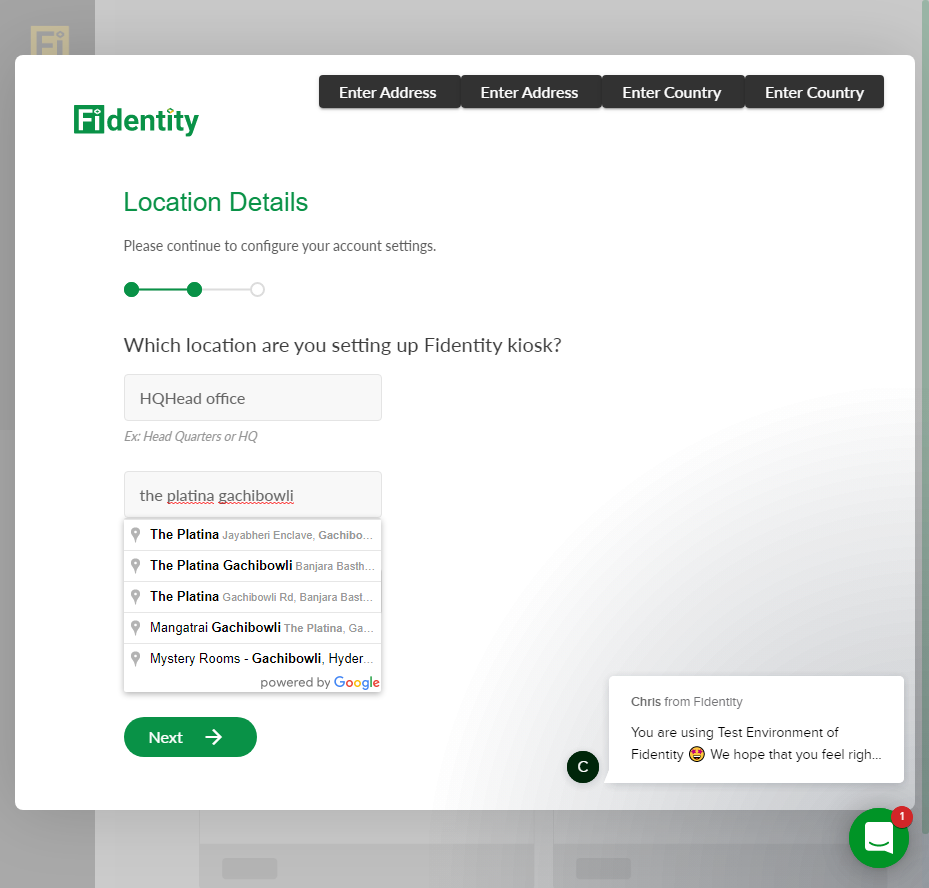 Fi
Enter Address
Enter Address
Enter Country
Enter Country
Fidentity
Location Details
Please continue to configure your account settings.
Which location are you setting up Fidentity kiosk?
HQHead office
Ex: Head Quarters or HQ
the platina gachibowli
The Platina Jayabheri Enclave, Gachibo...
The Platina Gachibowli Banjara Basth...
The Platina Gachibowli Rd, Banjara Bast...
Mangatrai Gachibowli The Platina, Ga...
Mystery Rooms - Gachibowli, Hyder...
powered by Google
Next
Chris from Fidentity
You are using Test Environment of
Fidentity 🤩 We hope that you feel righ...
C
1